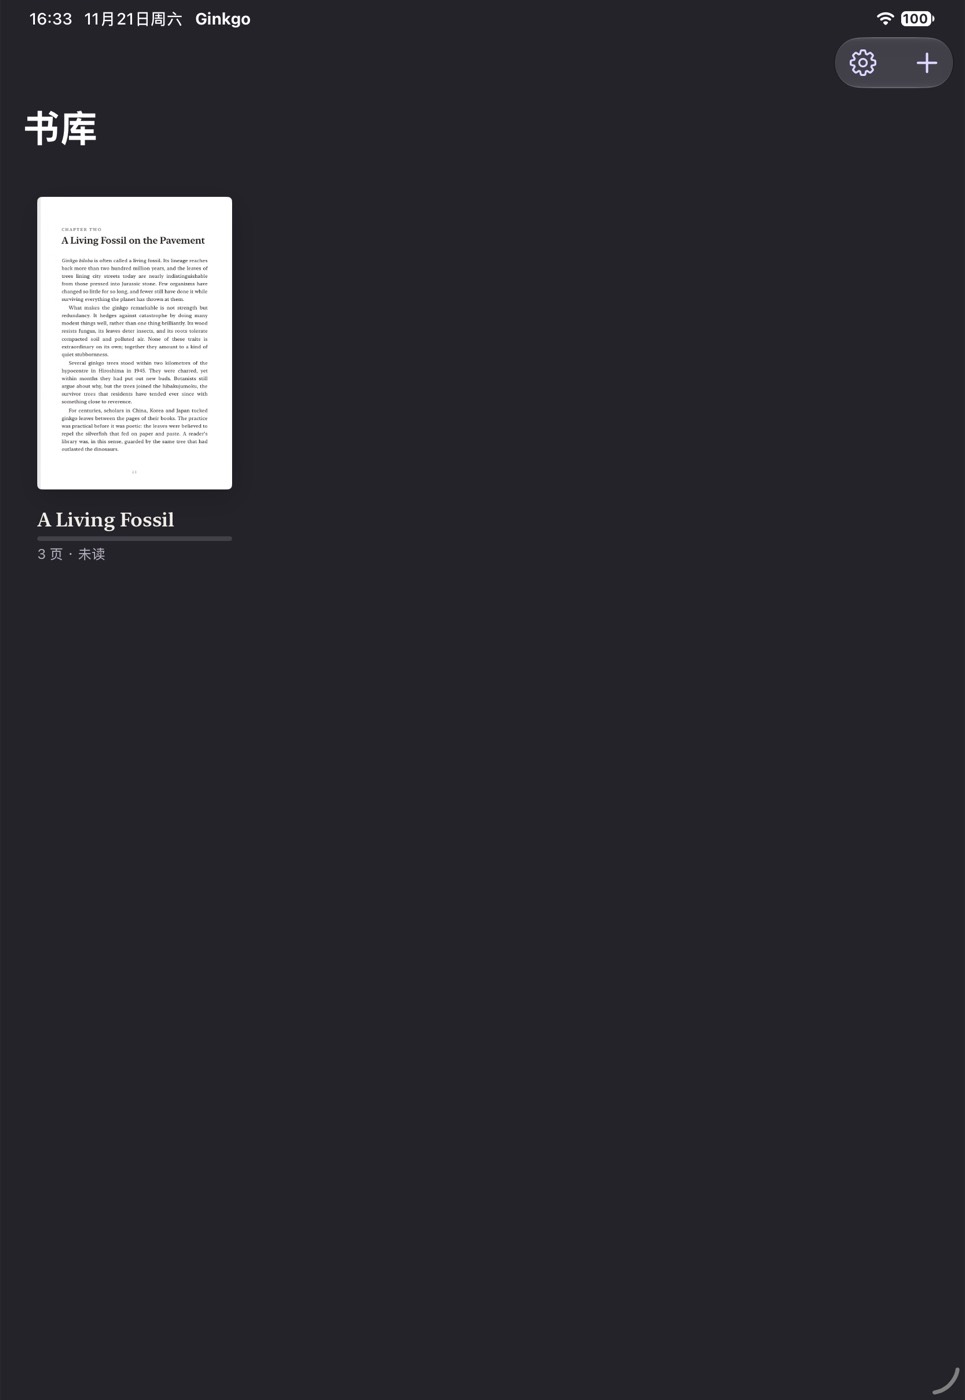 16:33 11月21日周六 Ginkgo
100
书库
CHAPTER TWO
A Living Fossil on the Pavement
Ginkgo biloba is often called a living fossil. Its lineage reaches
back more than two hundred million years, and the leaves of
trees lining city streets today are nearly indistinguishable
from those pressed into Jurassic stone. Few organisms have
changed so little for so long, and fewer still have done it while
surviving everything the planet has thrown at them.
What makes the ginkgo remarkable is not strength but
redundancy. It hedges against catastrophe by doing many
modest things well, rather than one thing brilliantly. Its wood
resists fungus, its leaves deter insects, and its roots tolerate
compacted soil and polluted air. None of these traits is
extraordinary on its own; together they amount to a kind of
quiet stubbornness.
Several ginkgo trees stood within two kilometres of the
hypocentre in Hiroshima in 1945. They were charred, yet
within months they had put out new buds. Botanists still
argue about why, but the trees joined the hibakujumoku, the
survivor trees that residents have tended ever since with
something close to reverence.
For centuries, scholars in China, Korea and Japan tucked
ginkgo leaves between the pages of their books. The practice
was practical before it was poetic: the leaves were believed to
repel the silverfish that fed on paper and paste. A reader's
library was, in this sense, guarded by the same tree that had
outlasted the dinosaurs.
A Living Fossil
3 页 · 未读